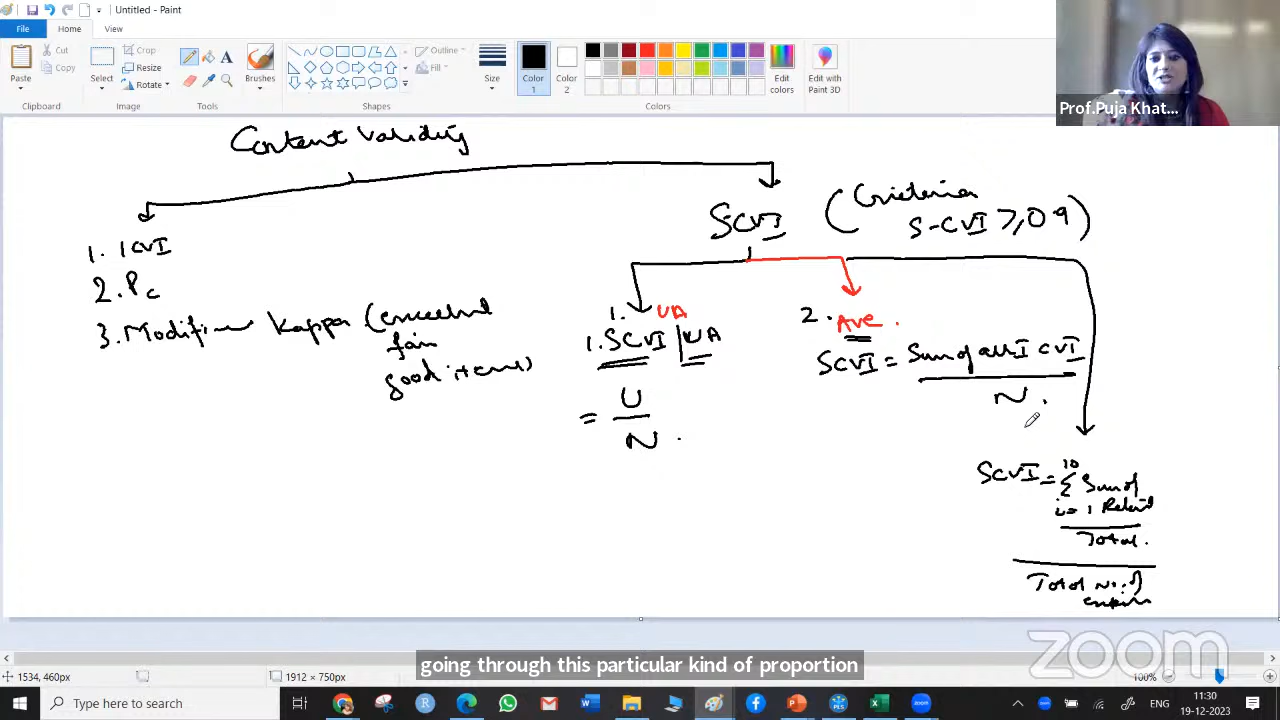 Untitled - Paint
File
Home
View
Paste
Cut
Copy
Clipboard
Select
Crop
Resize
Rotate
Image
Tools
Brushes
Shapes
Outline
Fill
Size
Color 1
Color 2
Edit colors
Colors
Edit with Paint 3D
Prof.Puja Khat...
Content Validity
1. ICVI
2. Pc
3. Modified Kappa (excellent
fair
good items)
SCVI
(Criteria
S-CVI ⩾ 0.9)
1. UA
1. SCVI | UA
= U
N
2. Ave.
SCVI = Sum of all I CVI
N.
SCVI = 10 Σ i=1 Sum of
Total.
Total No. of
going through this particular kind of proportion
zoom
1534, 460px
1912 × 750px
100%
Type here to search
ENG
11:30
19-12-2023